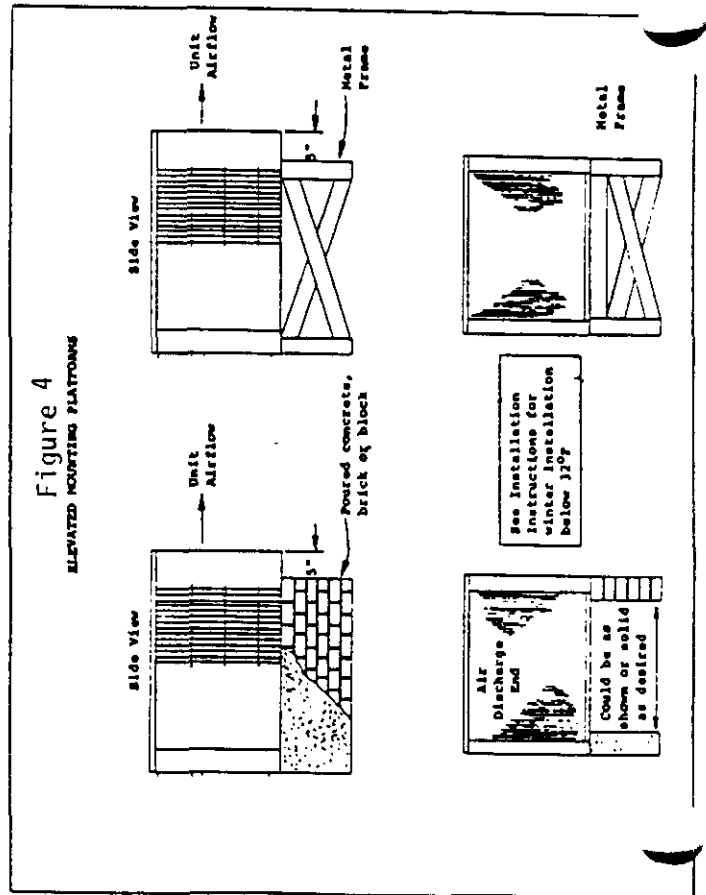 Figure 4
ELEVATED MOUNTING PLATFORMS
Side View
Unit
Airflow
5"
Poured concrete,
brick or block
Side View
Unit
Airflow
5"
Metal
Frame
Air
Discharge
End
Could be as
shown or solid
as desired
See Installation
Instructions for
winter installation
below 32°F
Metal
Frame